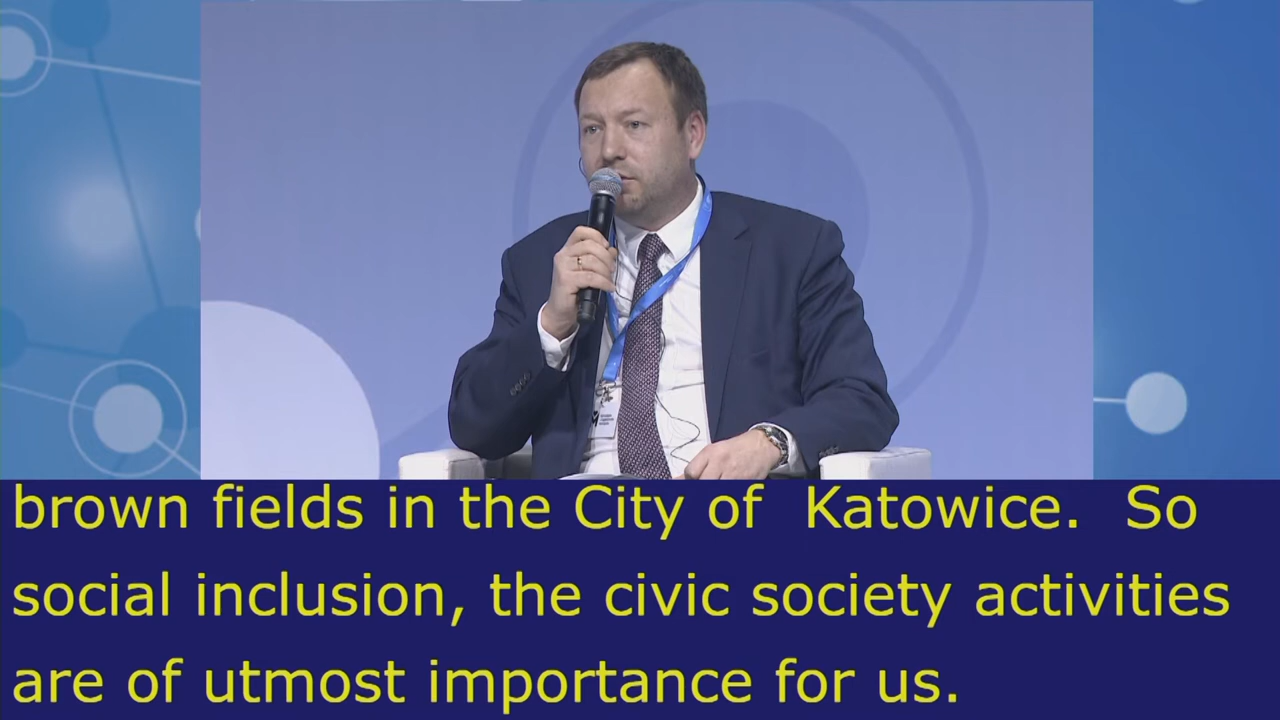 brown fields in the City of  Katowice.  So
social inclusion, the civic society activities
are of utmost importance for us.